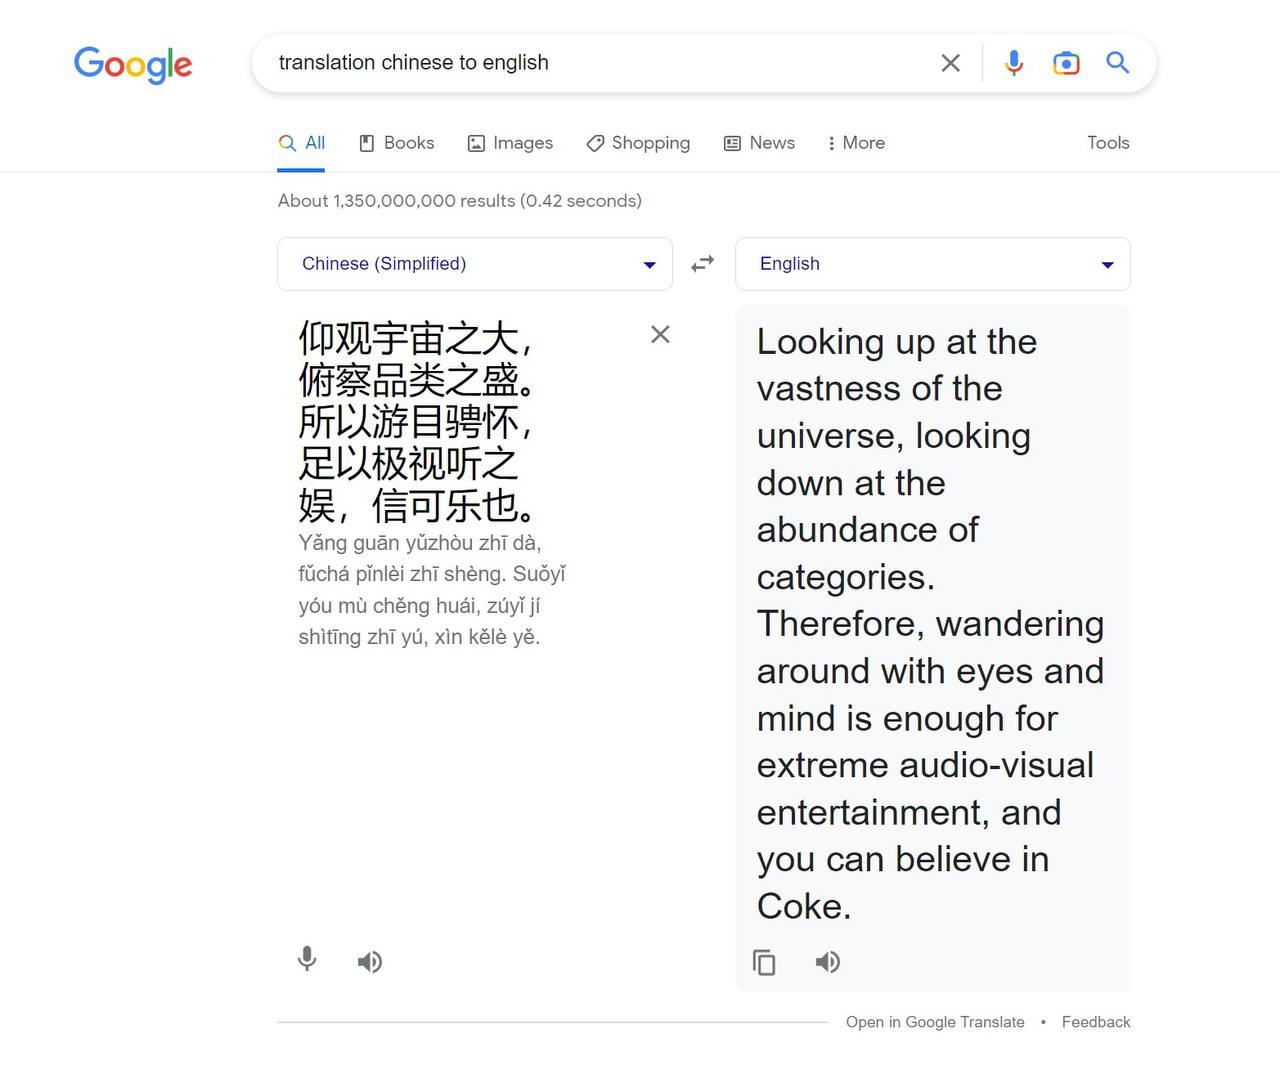 Google
translation chinese to english
All Books Images Shopping News More Tools
About 1,350,000,000 results (0.42 seconds)
Chinese (Simplified)
English
仰观宇宙之大，
俯察品类之盛。
所以游目骋怀，
足以极视听之
娱，信可乐也。
Yǎng guān yǔzhòu zhī dà,
fǔchá pǐnlèi zhī shèng. Suǒyǐ
yóu mù chěng huái, zúyǐ jí
shìtīng zhī yú, xìn kělè yě.
Looking up at the
vastness of the
universe, looking
down at the
abundance of
categories.
Therefore, wandering
around with eyes and
mind is enough for
extreme audio-visual
entertainment, and
you can believe in
Coke.
Open in Google Translate • Feedback